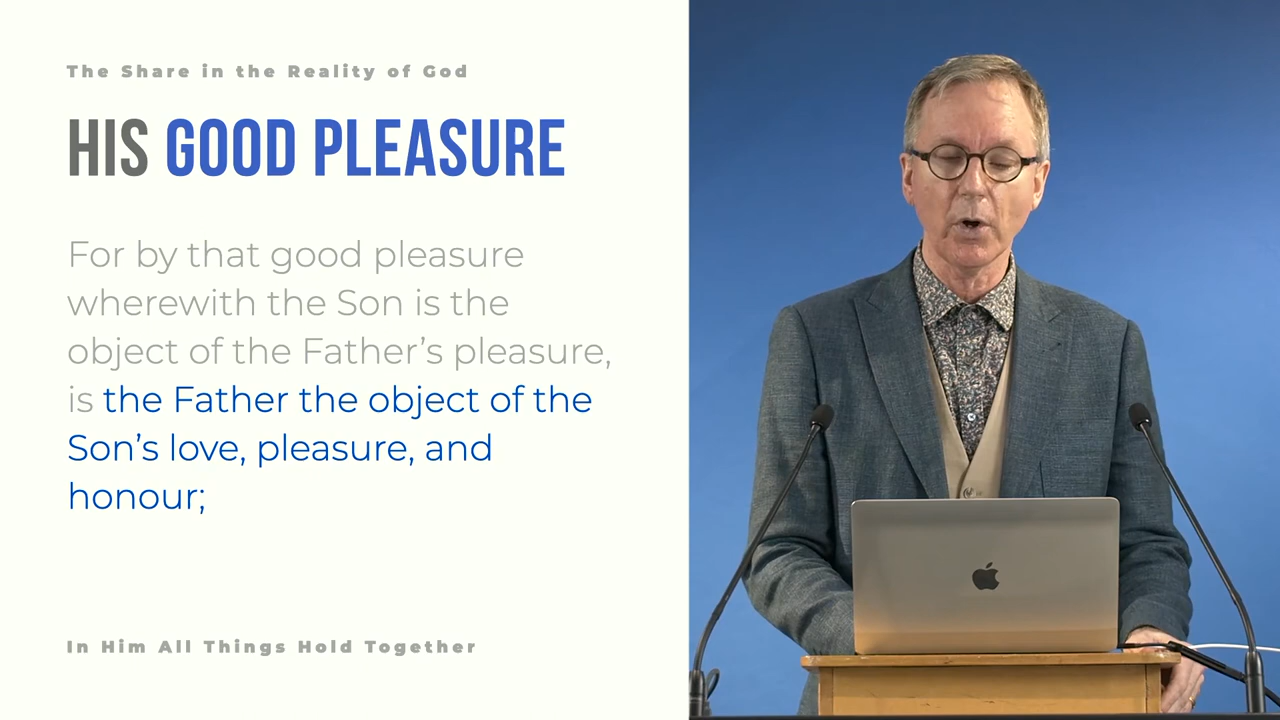 The Share in the Reality of God
HIS GOOD PLEASURE
For by that good pleasure
wherewith the Son is the
object of the Father’s pleasure,
is the Father the object of the
Son’s love, pleasure, and
honour;
In Him All Things Hold Together